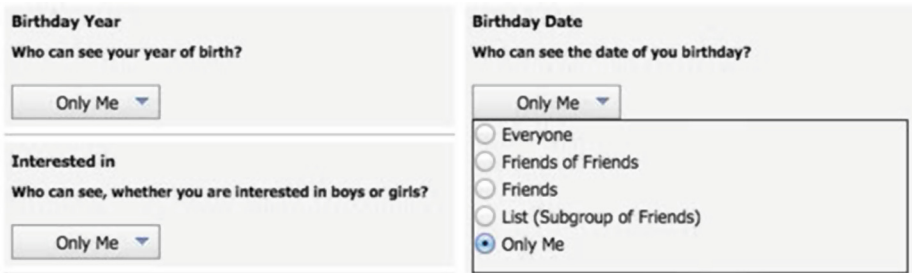 Birthday Year
Who can see your year of birth?
Only Me
Interested in
Who can see, whether you are interested in boys or girls?
Only Me
Birthday Date
Who can see the date of you birthday?
Only Me
Everyone
Friends of Friends
Friends
List (Subgroup of Friends)
Only Me